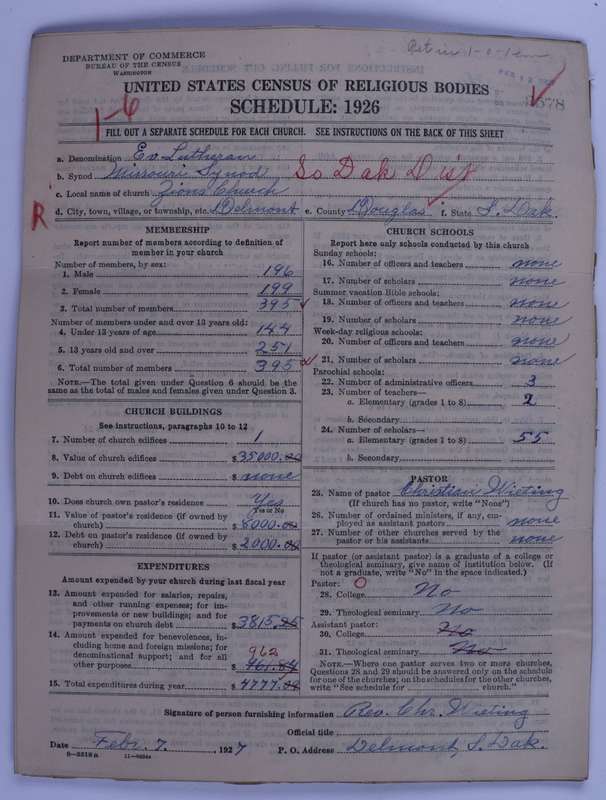 Ret in 1-0-1em
DEPARTMENT OF COMMERCE
BUREAU OF THE CENSUS
WASHINGTON
UNITED STATES CENSUS OF RELIGIOUS BODIES
SCHEDULE: 1926
1-6
FILL OUT A SEPARATE SCHEDULE FOR EACH CHURCH. SEE INSTRUCTIONS ON THE BACK OF THIS SHEET
a. Denomination Ev. Lutheran
b. Synod Missouri Synod So Dak Dist
c. Local name of church Zions Church
R d. City, town, village, or township, etc. Delmont e. County Douglas f. State S. Dak.
MEMBERSHIP
Report number of members according to definition of member in your church
Number of members, by sex:
1. Male 196
2. Female 199
3. Total number of members 395
Number of members under and over 13 years old:
4. Under 13 years of age 144
5. 13 years old and over 251
6. Total number of members 395
NOTE.—The total given under Question 6 should be the same as the total of males and females given under Question 3.
CHURCH BUILDINGS
See instructions, paragraphs 10 to 12
7. Number of church edifices 1
8. Value of church edifices $35000.00
9. Debt on church edifices $none
10. Does church own pastor's residence Yes
Yes or No
11. Value of pastor's residence (if owned by church) $6000.00
12. Debt on pastor's residence (if owned by church) $2000.00
EXPENDITURES
Amount expended by your church during last fiscal year
13. Amount expended for salaries, repairs, and other running expenses; for improvements or new buildings; and for payments on church debt $3815.25
14. Amount expended for benevolences, including home and foreign missions; for denominational support; and for all other purposes 962 $961.84
15. Total expenditures during year $4777.09
CHURCH SCHOOLS
Report here only schools conducted by this church
Sunday schools:
16. Number of officers and teachers none
17. Number of scholars none
Summer vacation Bible schools:
18. Number of officers and teachers none
19. Number of scholars none
Week-day religious schools:
20. Number of officers and teachers none
21. Number of scholars none
Parochial schools:
22. Number of administrative officers 3
23. Number of teachers—
a. Elementary (grades 1 to 8) 2
b. Secondary
24. Number of scholars—
a. Elementary (grades 1 to 8) 55
b. Secondary
PASTOR
25. Name of pastor Christian Wieting
(If church has no pastor, write "None")
26. Number of ordained ministers, if any, employed as assistant pastors none
27. Number of other churches served by the pastor or his assistants none
If pastor (or assistant pastor) is a graduate of a college or theological seminary, give name of institution below. (If not a graduate, write "No" in the space indicated.)
Pastor: O
28. College No
29. Theological seminary No
Assistant pastor:
30. College No
31. Theological seminary No
NOTE.—Where one pastor serves two or more churches, Questions 28 and 29 should be answered only on the schedule for one of the churches; on the schedules for the other churches, write "See schedule for church."
Signature of person furnishing information Rev. Chr. Wieting
Official title
Date Febr. 7. , 1927 P. O. Address Delmont, S. Dak.
8-5518a